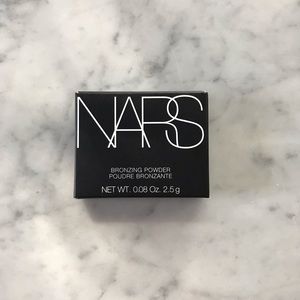 NARS
BRONZING POWDER
POUDRE BRONZANTE
NET WT. 0.08 Oz. 2.5 g